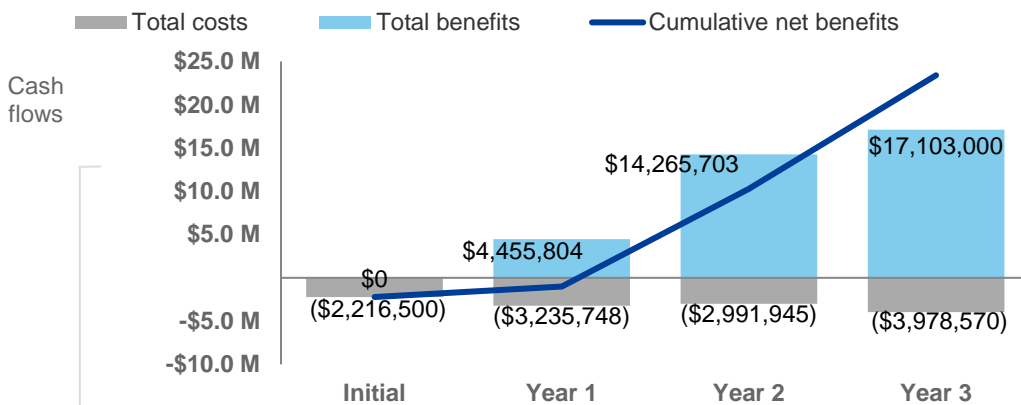 Total costs
Total benefits
Cumulative net benefits
Cash
flows
$25.0 M
$20.0 M
$15.0 M
$10.0 M
$5.0 M
-$5.0 M
-$10.0 M
$0
($2,216,500)
$4,455,804
($3,235,748)
$14,265,703
($2,991,945)
$17,103,000
($3,978,570)
Initial
Year 1
Year 2
Year 3